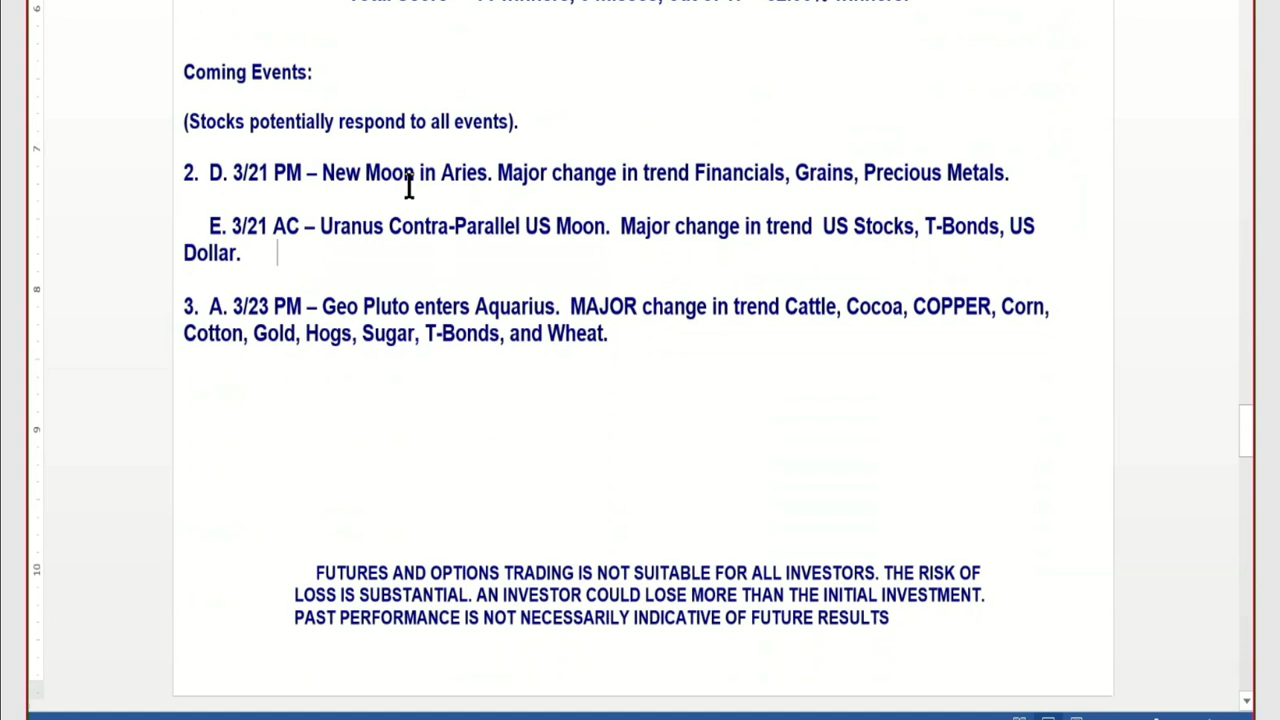 Coming Events:
(Stocks potentially respond to all events).
2. D. 3/21 PM – New Moon in Aries. Major change in trend Financials, Grains, Precious Metals.
E. 3/21 AC – Uranus Contra-Parallel US Moon. Major change in trend US Stocks, T-Bonds, US
Dollar.
3. A. 3/23 PM – Geo Pluto enters Aquarius. MAJOR change in trend Cattle, Cocoa, COPPER, Corn,
Cotton, Gold, Hogs, Sugar, T-Bonds, and Wheat.
FUTURES AND OPTIONS TRADING IS NOT SUITABLE FOR ALL INVESTORS. THE RISK OF
LOSS IS SUBSTANTIAL. AN INVESTOR COULD LOSE MORE THAN THE INITIAL INVESTMENT.
PAST PERFORMANCE IS NOT NECESSARILY INDICATIVE OF FUTURE RESULTS
6
7
8
9
10